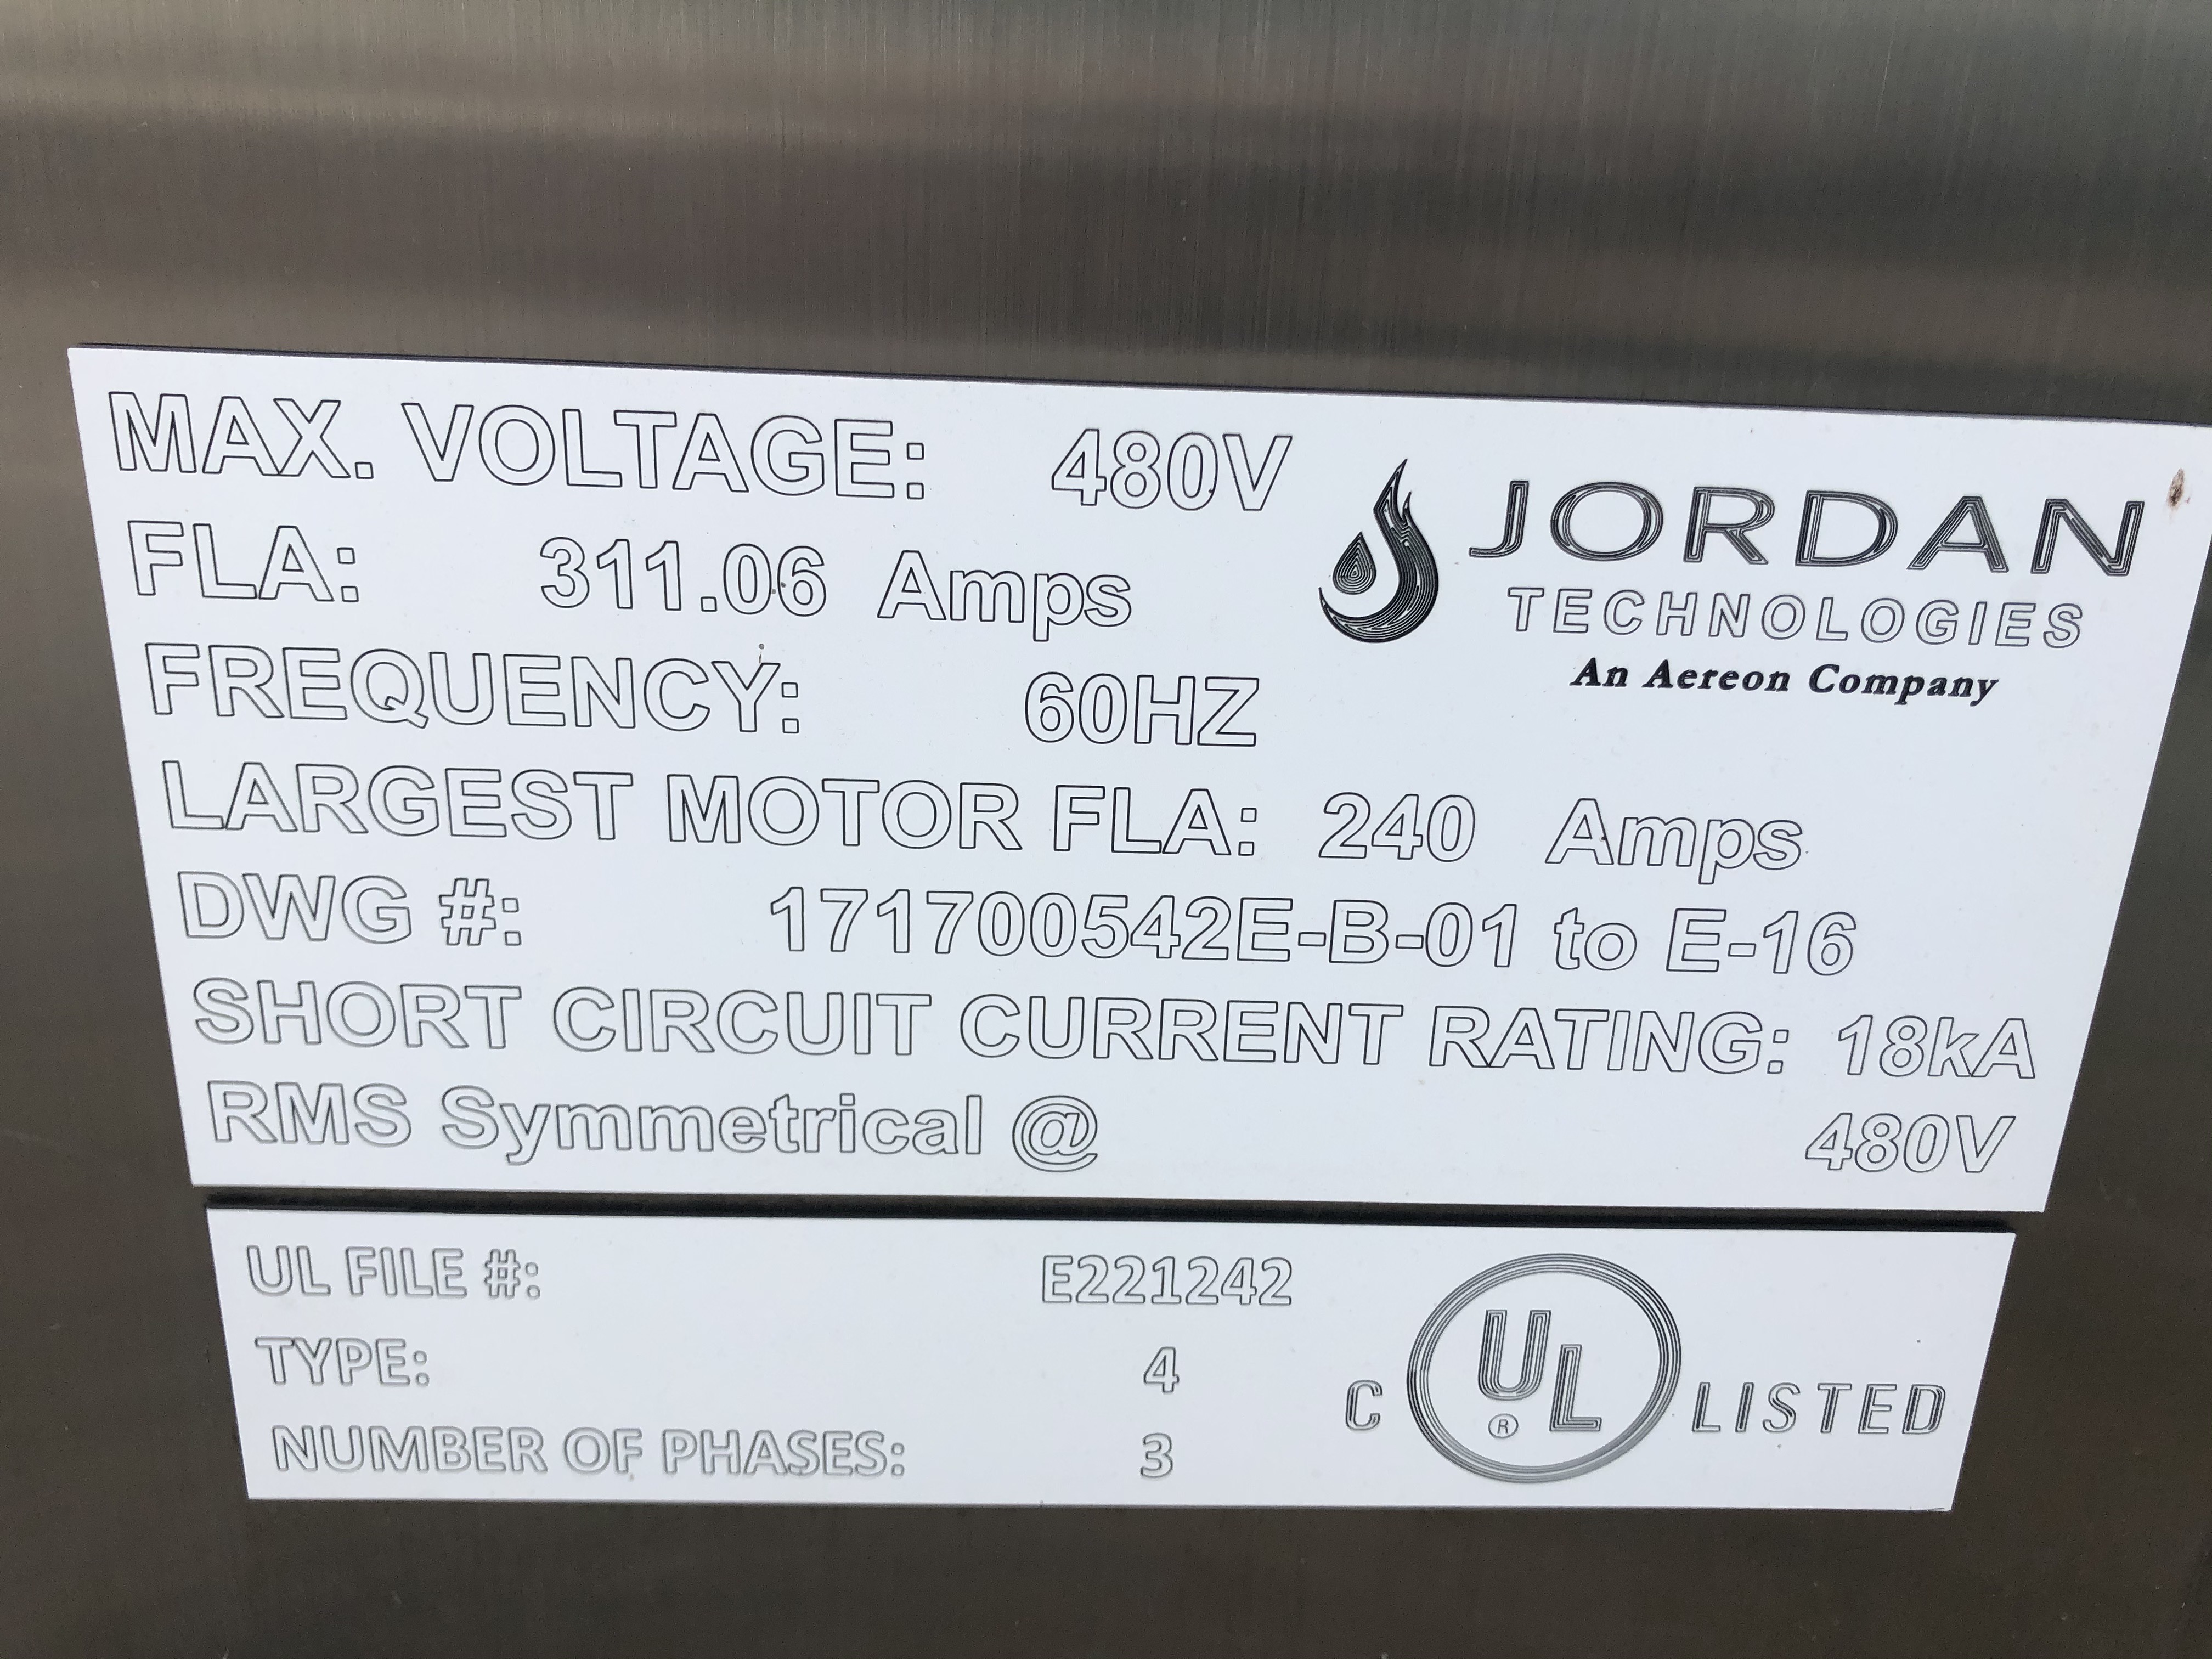 MAX. VOLTAGE: 480V
FLA: 311.06 Amps
FREQUENCY: 60HZ
LARGEST MOTOR FLA: 240 Amps
DWG #: 171700542E-B-01 to E-16
SHORT CIRCUIT CURRENT RATING: 18kA
RMS Symmetrical @ 480V
JORDAN
TECHNOLOGIES
An Aereon Company
UL FILE #: E221242
TYPE: 4
NUMBER OF PHASES: 3
C UL ® LISTED